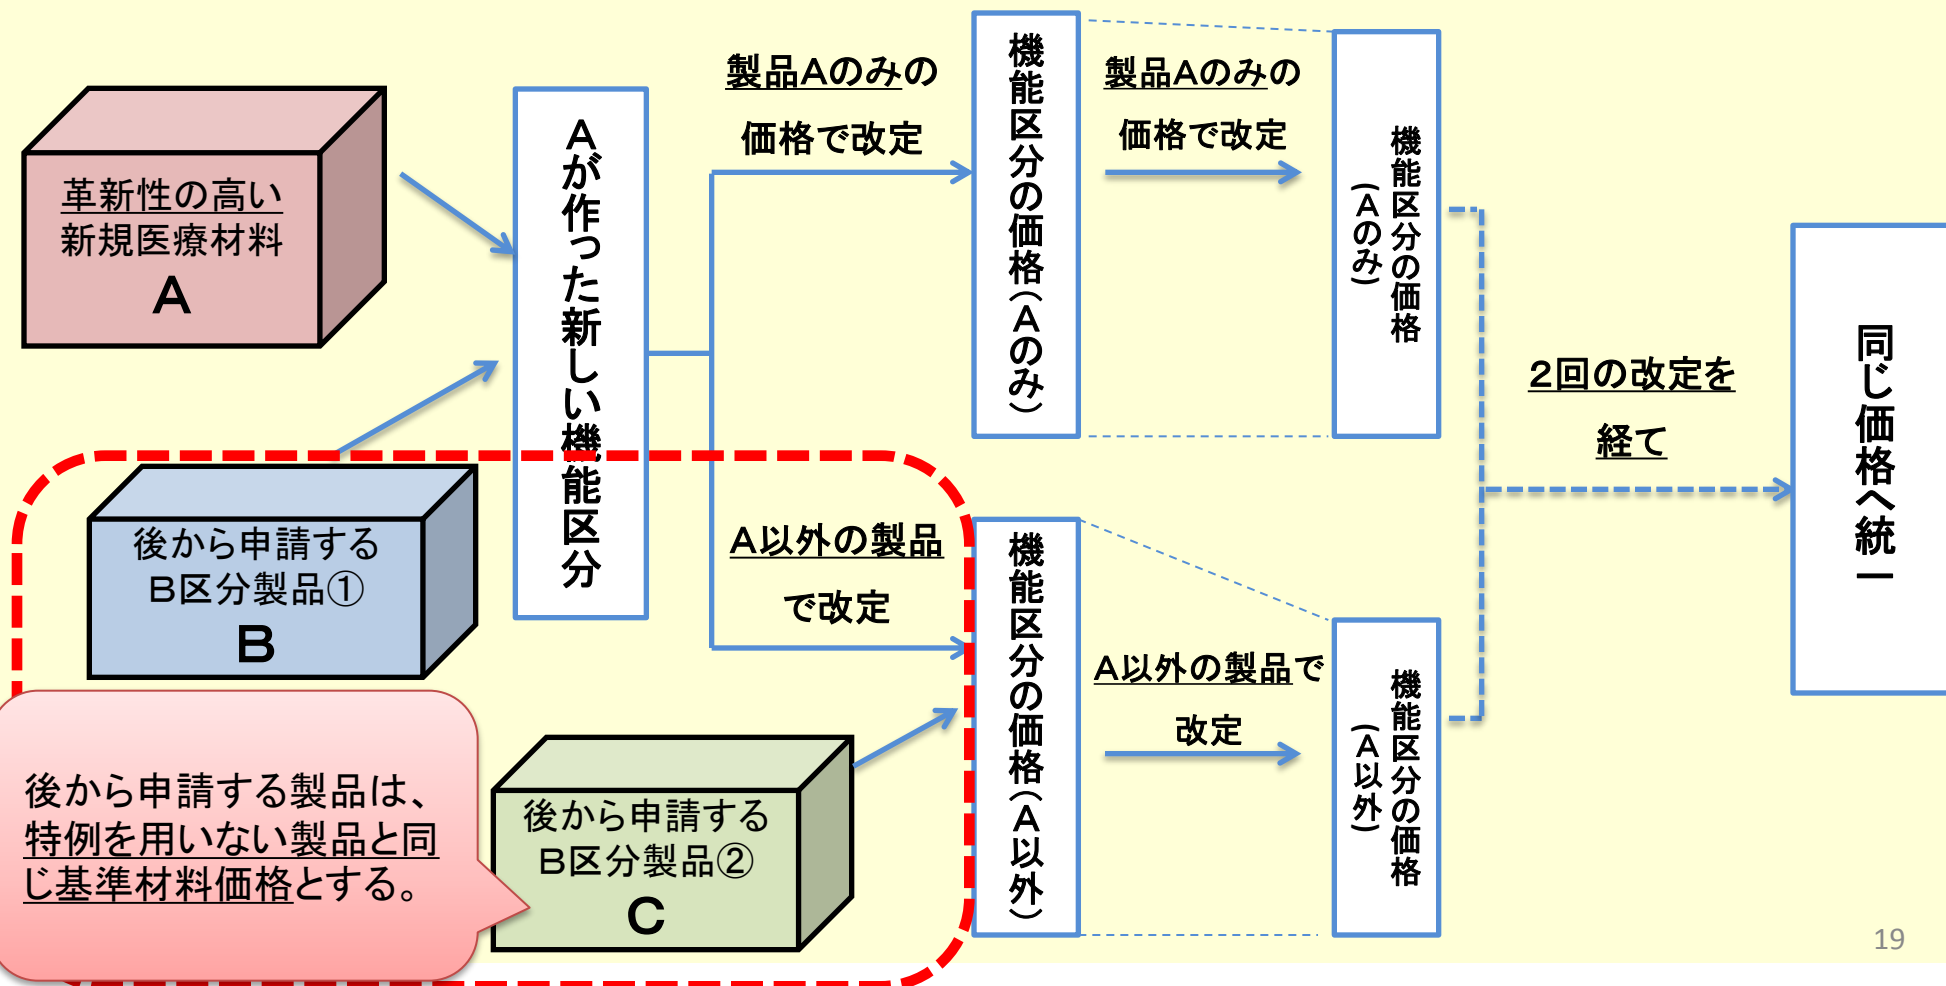 革新性の高い
新規医療材料
A
Aが作った新しい機能区分
製品Aのみの
価格で改定
機能区分の価格（Aのみ）
製品Aのみの
価格で改定
機能区分の価格
（Aのみ）
2回の改定を
経て
同じ価格へ統一
後から申請する
B区分製品①
B
A以外の製品
で改定
機能区分の価格（A以外）
A以外の製品で
改定
機能区分の価格
（A以外）
後から申請する製品は、
特例を用いない製品と同
じ基準材料価格とする。
後から申請する
B区分製品②
C
19